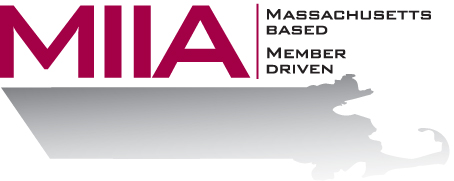 MIIA
MASSACHUSETTS
BASED
MEMBER
DRIVEN